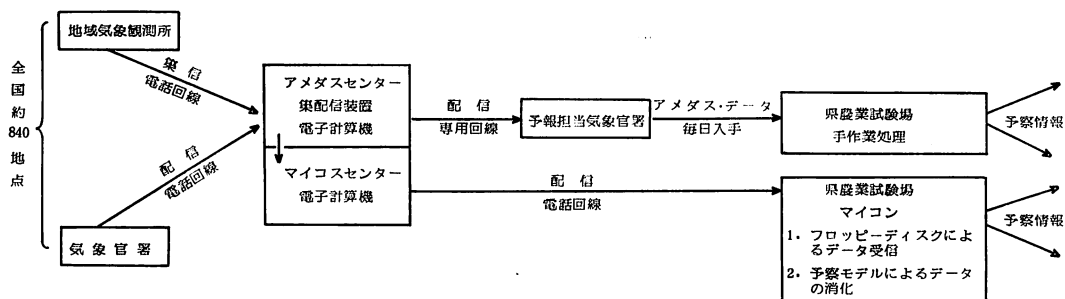 全国約840地点
地域気象観測所
集信
電話回線
気象官署
配信
電話回線
アメダスセンター
集配信装置
電子計算機
マイコスセンター
電子計算機
配信
専用回線
予報担当気象官署
アメダス・データ
毎日入手
県農業試験場
手作業処理
予察情報
配信
電話回線
県農業試験場
マイコン
1. フロッピーディスクによ
るデータ受信
2. 予察モデルによるデータ
の消化
予察情報